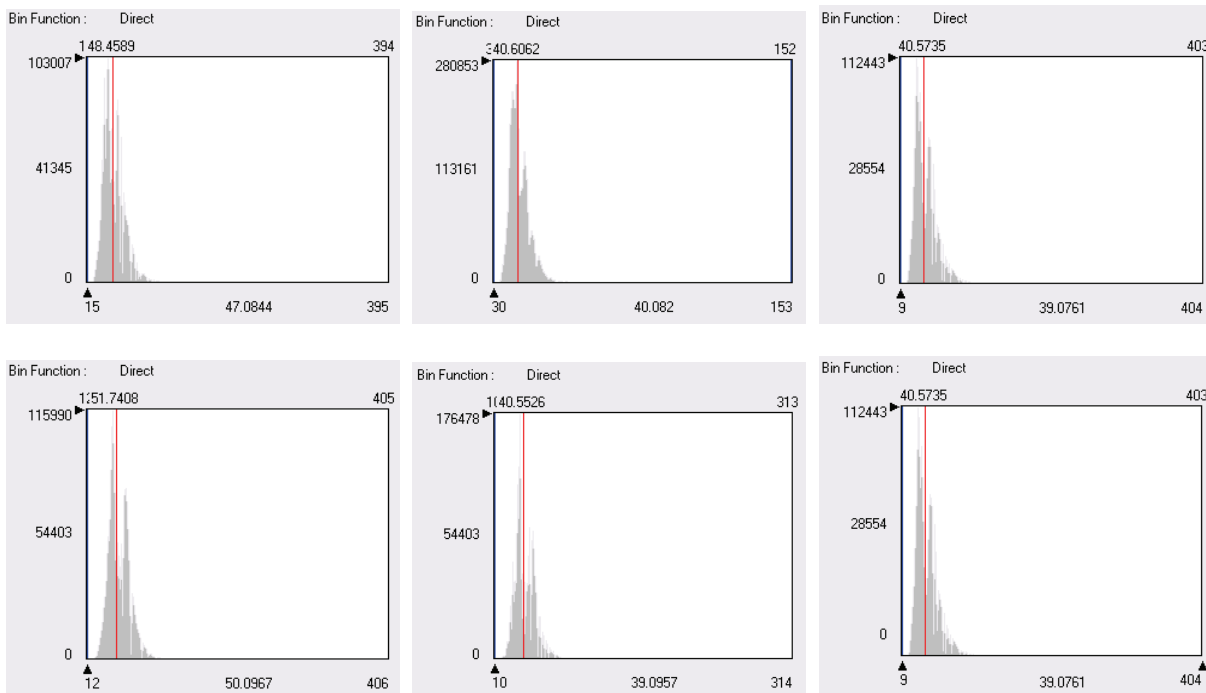 Bin Function : Direct
148.4589 394
103007
41345
0
15 47.0844 395
Bin Function : Direct
340.6062 152
280853
113161
0
30 40.082 153
Bin Function : Direct
40.5735 403
112443
28554
0
9 39.0761 404
Bin Function : Direct
51.7408 405
115990
54403
0
12 50.0967 406
Bin Function : Direct
40.5526 313
176478
54403
0
10 39.0957 314
Bin Function : Direct
40.5735 403
112443
28554
0
9 39.0761 404